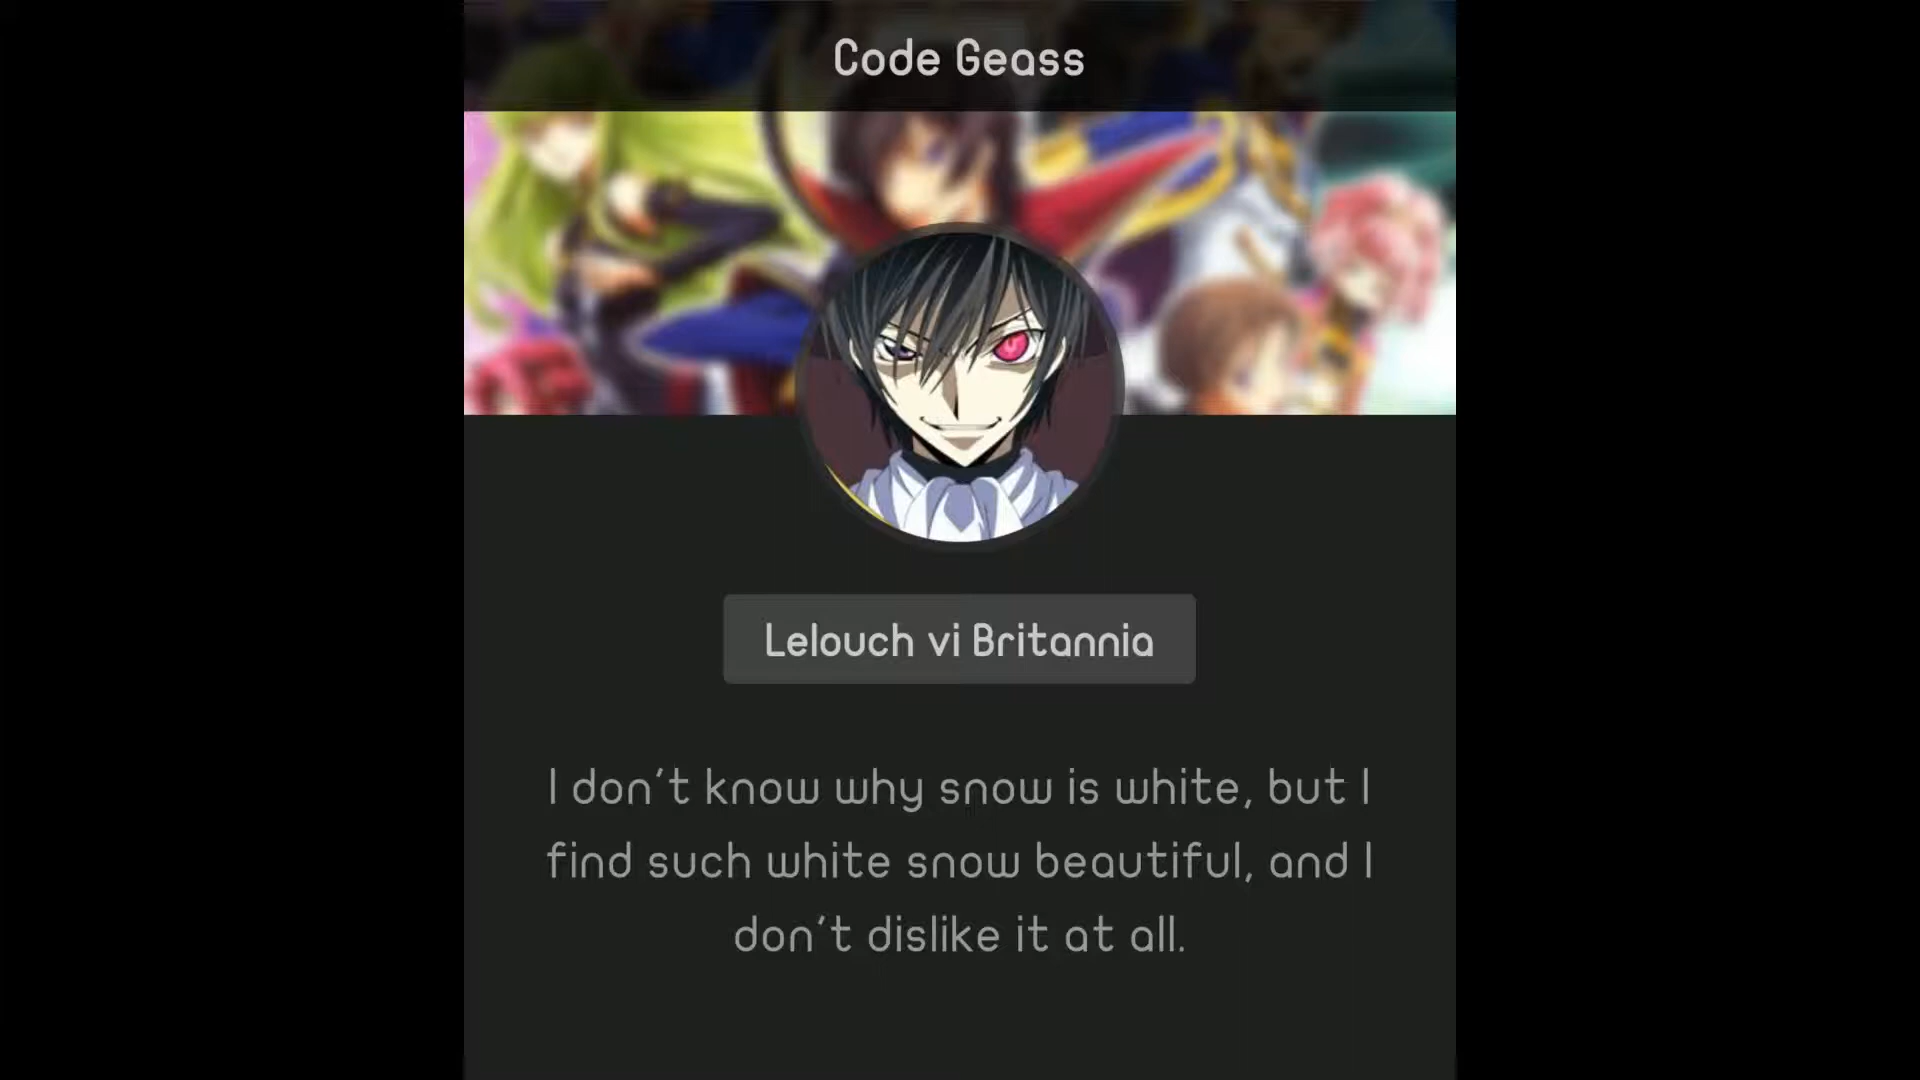 Code Geass
Lelouch vi Britannia
I don't know why snow is white, but I
find such white snow beautiful, and I
don't dislike it at all.